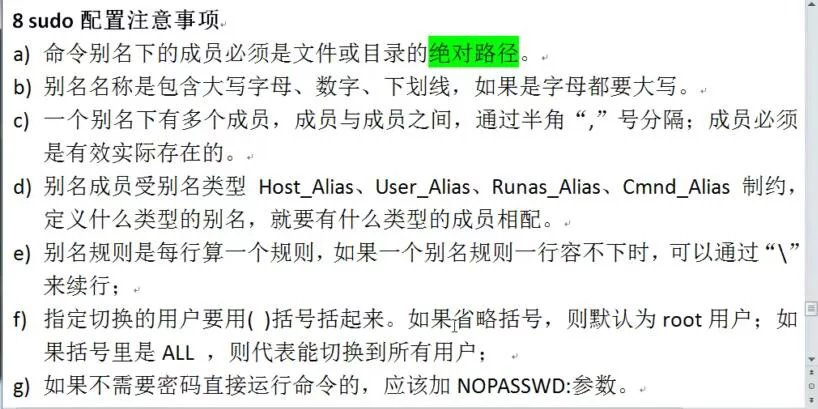 8 sudo 配置注意事项
a) 命令别名下的成员必须是文件或目录的绝对路径。
b) 别名名称是包含大写字母、数字、下划线，如果是字母都要大写。
c) 一个别名下有多个成员，成员与成员之间，通过半角“,”号分隔；成员必须
是有效实际存在的。
d) 别名成员受别名类型 Host_Alias、User_Alias、Runas_Alias、Cmnd_Alias 制约，
定义什么类型的别名，就要有什么类型的成员相配。
e) 别名规则是每行算一个规则，如果一个别名规则一行容不下时，可以通过“\”
来续行；
f) 指定切换的用户要用( )括号括起来。如果省略括号，则默认为 root 用户；如
果括号里是 ALL ，则代表能切换到所有用户；
g) 如果不需要密码直接运行命令的，应该加 NOPASSWD:参数。